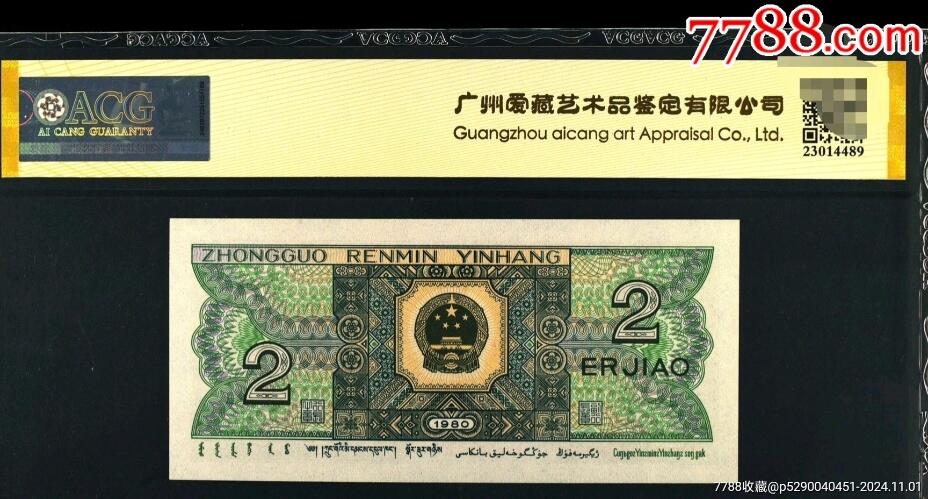 7788.com
ACG
AI CANG GUARANTY
广州爱藏艺术品鉴定有限公司
Guangzhou aicang art Appraisal Co., Ltd.
23014489
ZHONGGUO RENMIN YINHANG
2
ERJIAO
2
1980
7788收藏@p5290040451-2024.11.01